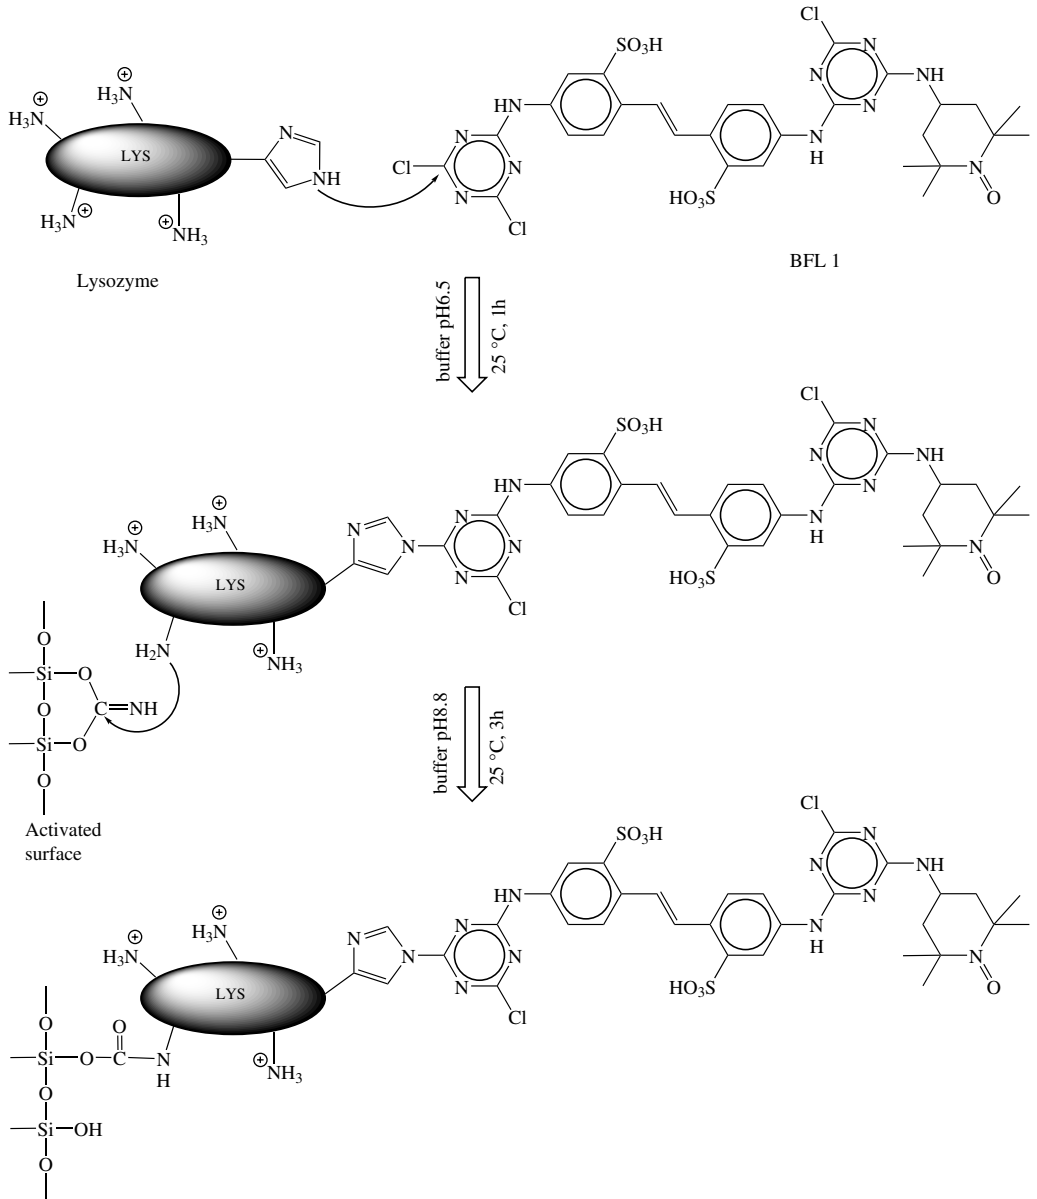 Cl
SO3H
N
N
NH
⊕
H3N
⊕
H3N
HN
N
N
LYS
N
N
N
N
H
N
O
Cl
NH
N
HO3S
H3N ⊕
⊕
NH3
Cl
BFL 1
Lysozyme
buffer pH6.5
25 °C, 1h
Cl
SO3H
N
N
NH
N
⊕
H3N
⊕
H3N
HN
N
N
N
N
N
N
H
N
O
LYS
N
HO3S
Cl
O
H2N
⊕
NH3
Si
O
O
C=NH
Si
O
O
buffer pH8.8
25 °C, 3h
Activated
surface
Cl
SO3H
N
N
NH
N
⊕
H3N
⊕
H3N
HN
N
N
N
N
N
N
H
N
O
LYS
N
HO3S
Cl
O
O
Si
O
C
N
H
⊕
NH3
O
Si
OH
O